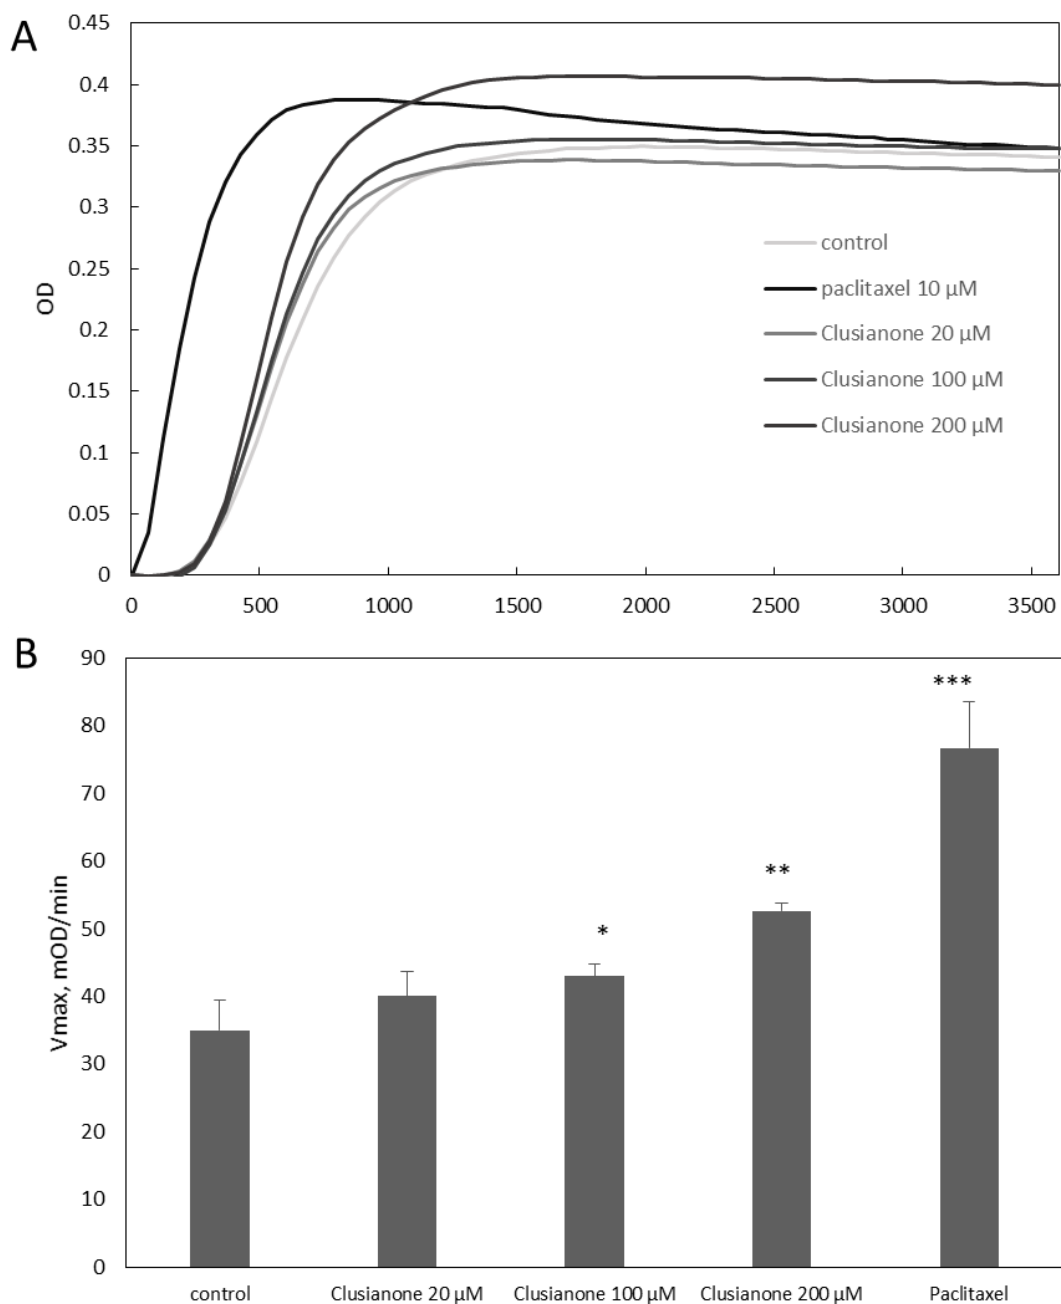 A
0.45
0.4
0.35
0.3
0.25
0.2
0.15
0.1
0.05
0
OD
control
paclitaxel 10 μM
Clusianone 20 μM
Clusianone 100 μM
Clusianone 200 μM
0 500 1000 1500 2000 2500 3000 3500
B
90
80
70
60
50
40
30
20
10
0
Vmax, mOD/min
***
**
*
control Clusianone 20 μM Clusianone 100 μM Clusianone 200 μM Paclitaxel